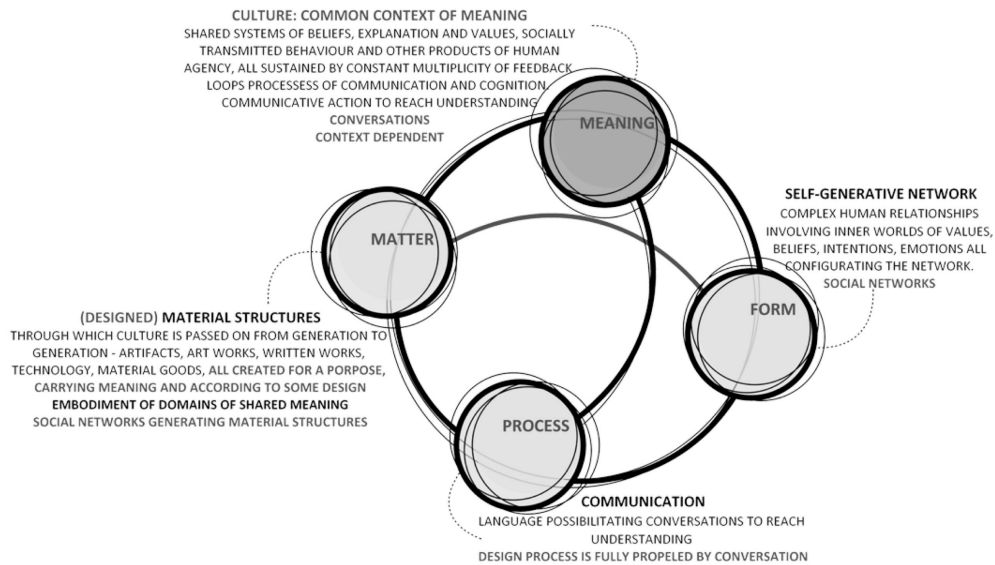 CULTURE: COMMON CONTEXT OF MEANING
SHARED SYSTEMS OF BELIEFS, EXPLANATION AND VALUES, SOCIALLY
TRANSMITTED BEHAVIOUR AND OTHER PRODUCTS OF HUMAN
AGENCY, ALL SUSTAINED BY CONSTANT MULTIPLICITY OF FEEDBACK
LOOPS PROCESSESS OF COMMUNICATION AND COGNITION
COMMUNICATIVE ACTION TO REACH UNDERSTANDING
CONVERSATIONS
CONTEXT DEPENDENT
MEANING
SELF-GENERATIVE NETWORK
COMPLEX HUMAN RELATIONSHIPS
INVOLVING INNER WORLDS OF VALUES,
BELIEFS, INTENTIONS, EMOTIONS ALL
CONFIGURATING THE NETWORK.
SOCIAL NETWORKS
MATTER
FORM
(DESIGNED) MATERIAL STRUCTURES
THROUGH WHICH CULTURE IS PASSED ON FROM GENERATION TO
GENERATION - ARTIFACTS, ART WORKS, WRITTEN WORKS,
TECHNOLOGY, MATERIAL GOODS, ALL CREATED FOR A PORPOSE,
CARRYING MEANING AND ACCORDING TO SOME DESIGN
EMBODIMENT OF DOMAINS OF SHARED MEANING
SOCIAL NETWORKS GENERATING MATERIAL STRUCTURES
PROCESS
COMMUNICATION
LANGUAGE POSSIBILITATING CONVERSATIONS TO REACH
UNDERSTANDING
DESIGN PROCESS IS FULLY PROPELED BY CONVERSATION